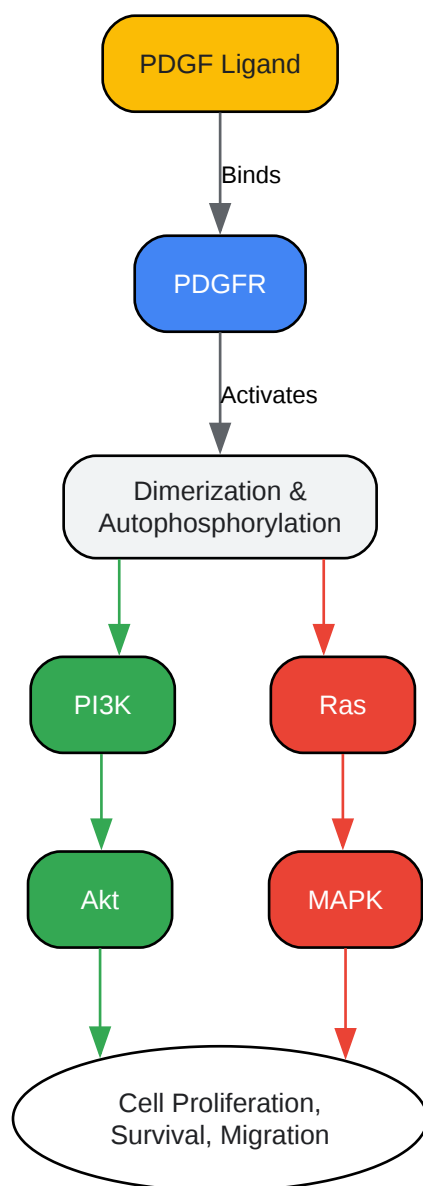 PDGF Ligand
Binds
PDGFR
Activates
Dimerization &
Autophosphorylation
PI3K
Ras
Akt
MAPK
Cell Proliferation,
Survival, Migration